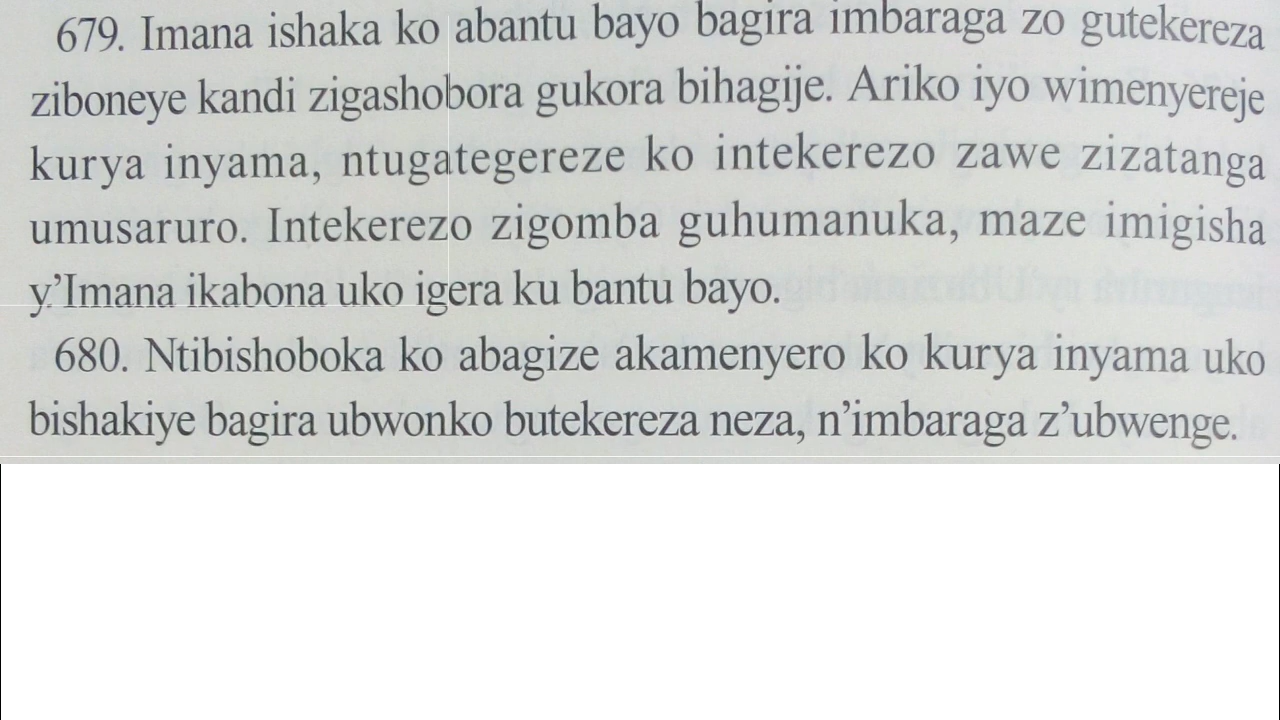 679. Imana ishaka ko abantu bayo bagira imbaraga zo gutekereza
ziboneye kandi zigashobora gukora bihagije. Ariko iyo wimenyereje
kurya inyama, ntugategereze ko intekerezo zawe zizatanga
umusaruro. Intekerezo zigomba guhumanuka, maze imigisha
y’Imana ikabona uko igera ku bantu bayo.
680. Ntibishoboka ko abagize akamenyero ko kurya inyama uko
bishakiye bagira ubwonko butekereza neza, n’imbaraga z’ubwenge.